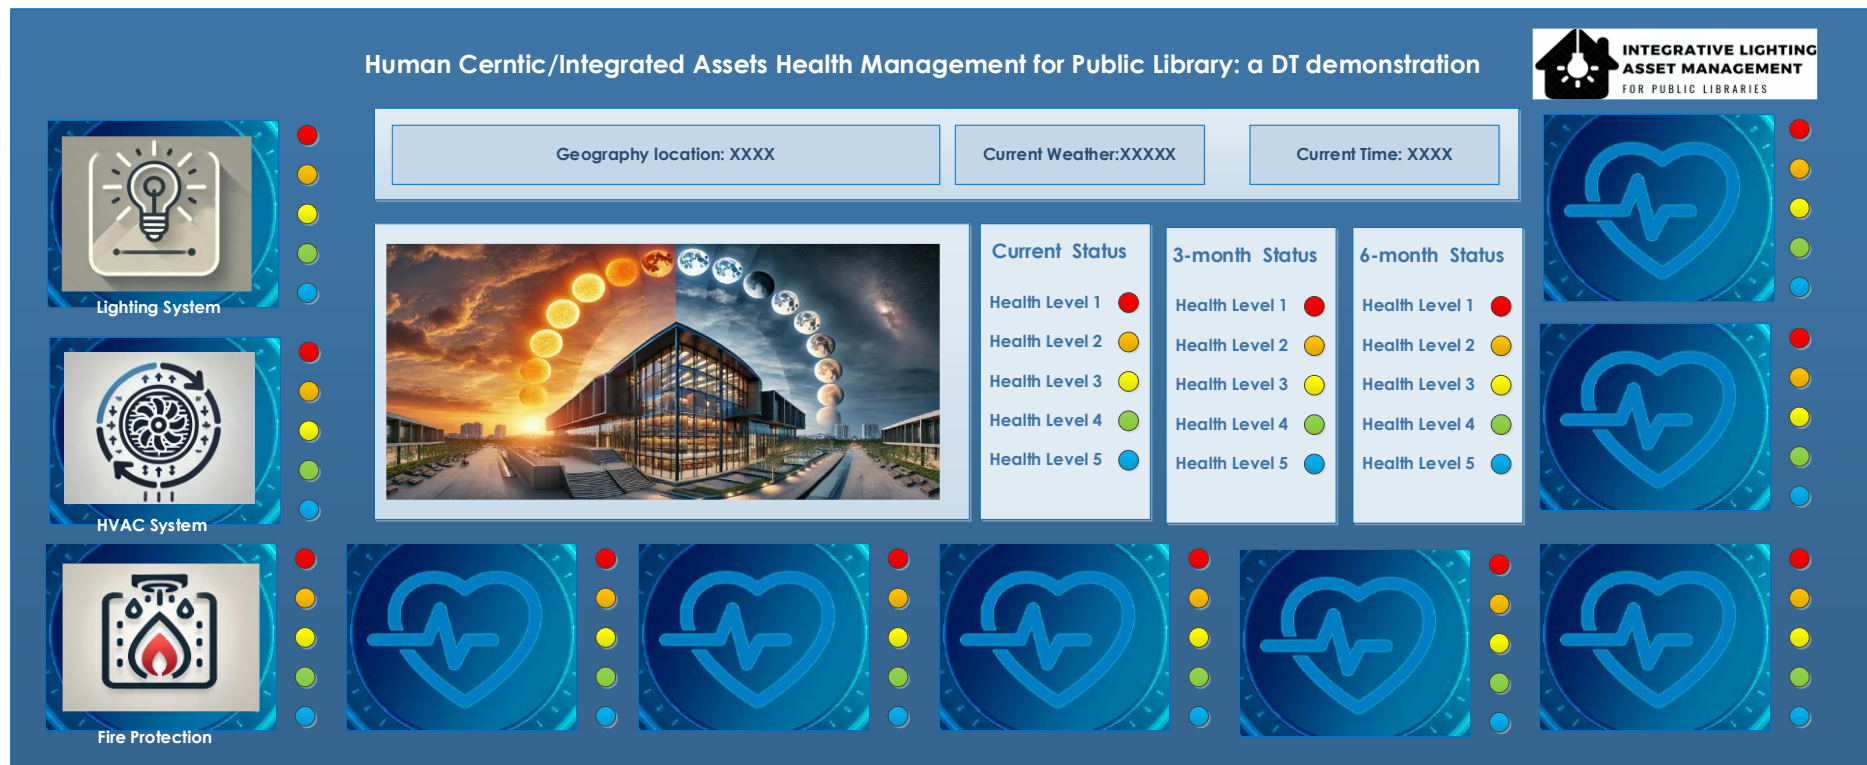 Human Cerntic/Integrated Assets Health Management for Public Library: a DT demonstration
INTEGRATIVE LIGHTING
ASSET MANAGEMENT
FOR PUBLIC LIBRARIES
Geography location: XXXX
Current Weather:XXXXX
Current Time: XXXX
Lighting System
HVAC System
Fire Protection
Current Status
Health Level 1
Health Level 2
Health Level 3
Health Level 4
Health Level 5
3-month Status
Health Level 1
Health Level 2
Health Level 3
Health Level 4
Health Level 5
6-month Status
Health Level 1
Health Level 2
Health Level 3
Health Level 4
Health Level 5